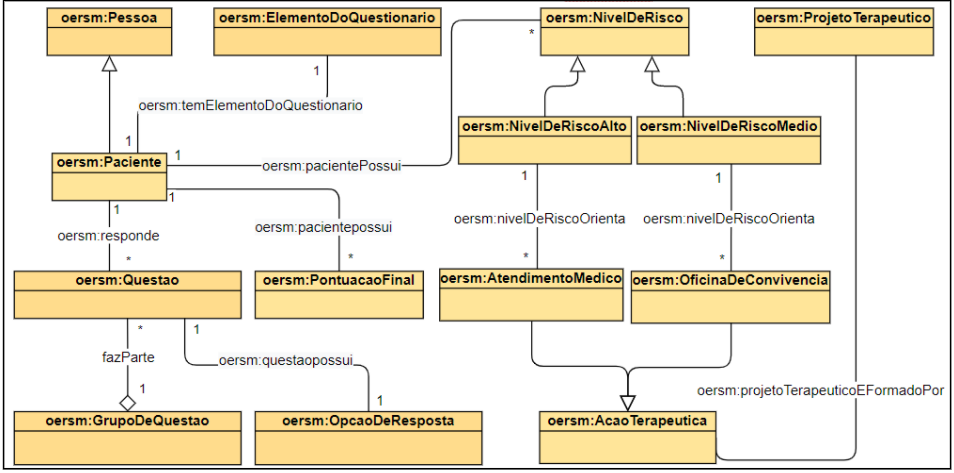 oersm:Pessoa
oersm:ElementoDoQuestionario
oersm:NivelDeRisco
oersm:ProjetoTerapeutico
*
1
oersm:temElementoDoQuestionario
oersm:NivelDeRiscoAlto
oersm:NivelDeRiscoMedio
1
1
oersm:Paciente
oersm:pacientePossui
1
1
1
1
oersm:responde
oersm:pacientepossui
oersm:nivelDeRiscoOrienta
oersm:nivelDeRiscoOrienta
*
*
*
*
oersm:Questao
oersm:PontuacaoFinal
oersm:AtendimentoMedico
oersm:OficinaDeConvivencia
*
1
fazParte
oersm:questaopossui
1
1
oersm:projetoTerapeuticoEFormadoPor
oersm:GrupoDeQuestao
oersm:OpcaoDeResposta
oersm:AcaoTerapeutica